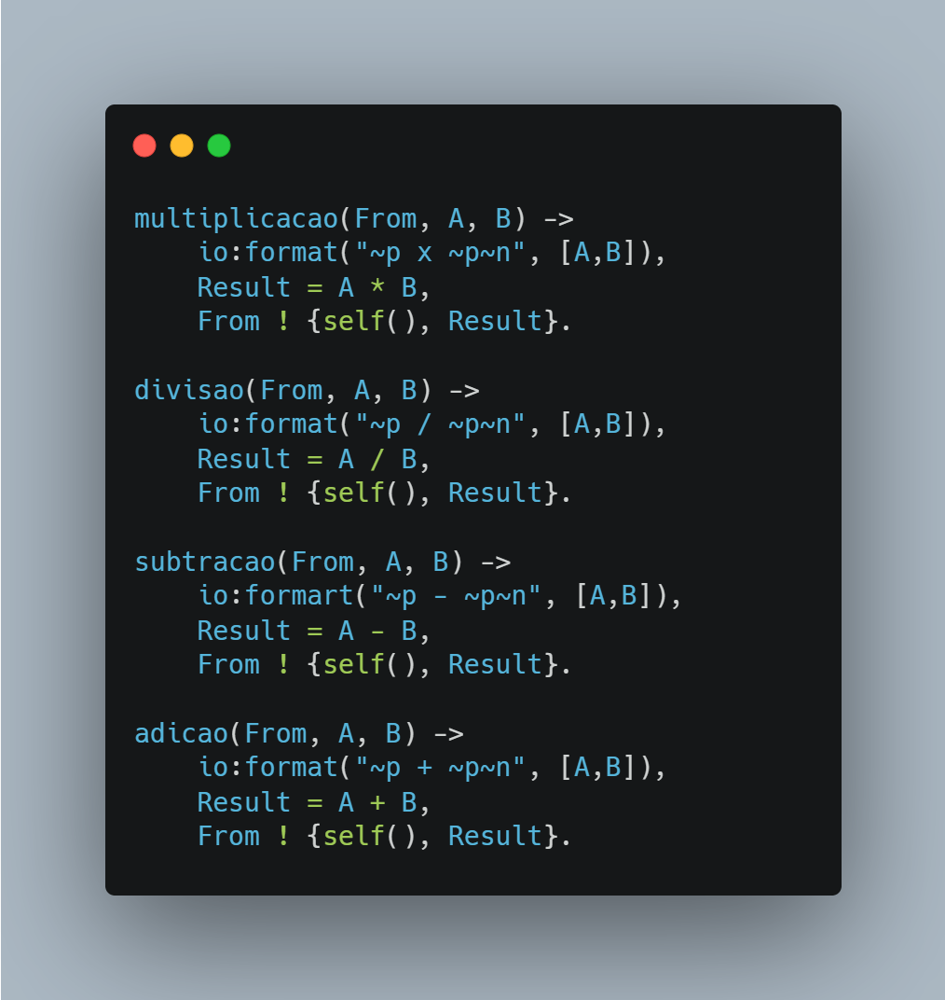 multiplicacao(From, A, B) ->
    io:format("~p x ~p~n", [A,B]),
    Result = A * B,
    From ! {self(), Result}.

divisao(From, A, B) ->
    io:format("~p / ~p~n", [A,B]),
    Result = A / B,
    From ! {self(), Result}.

subtracao(From, A, B) ->
    io:formart("~p - ~p~n", [A,B]),
    Result = A - B,
    From ! {self(), Result}.

adicao(From, A, B) ->
    io:format("~p + ~p~n", [A,B]),
    Result = A + B,
    From ! {self(), Result}.